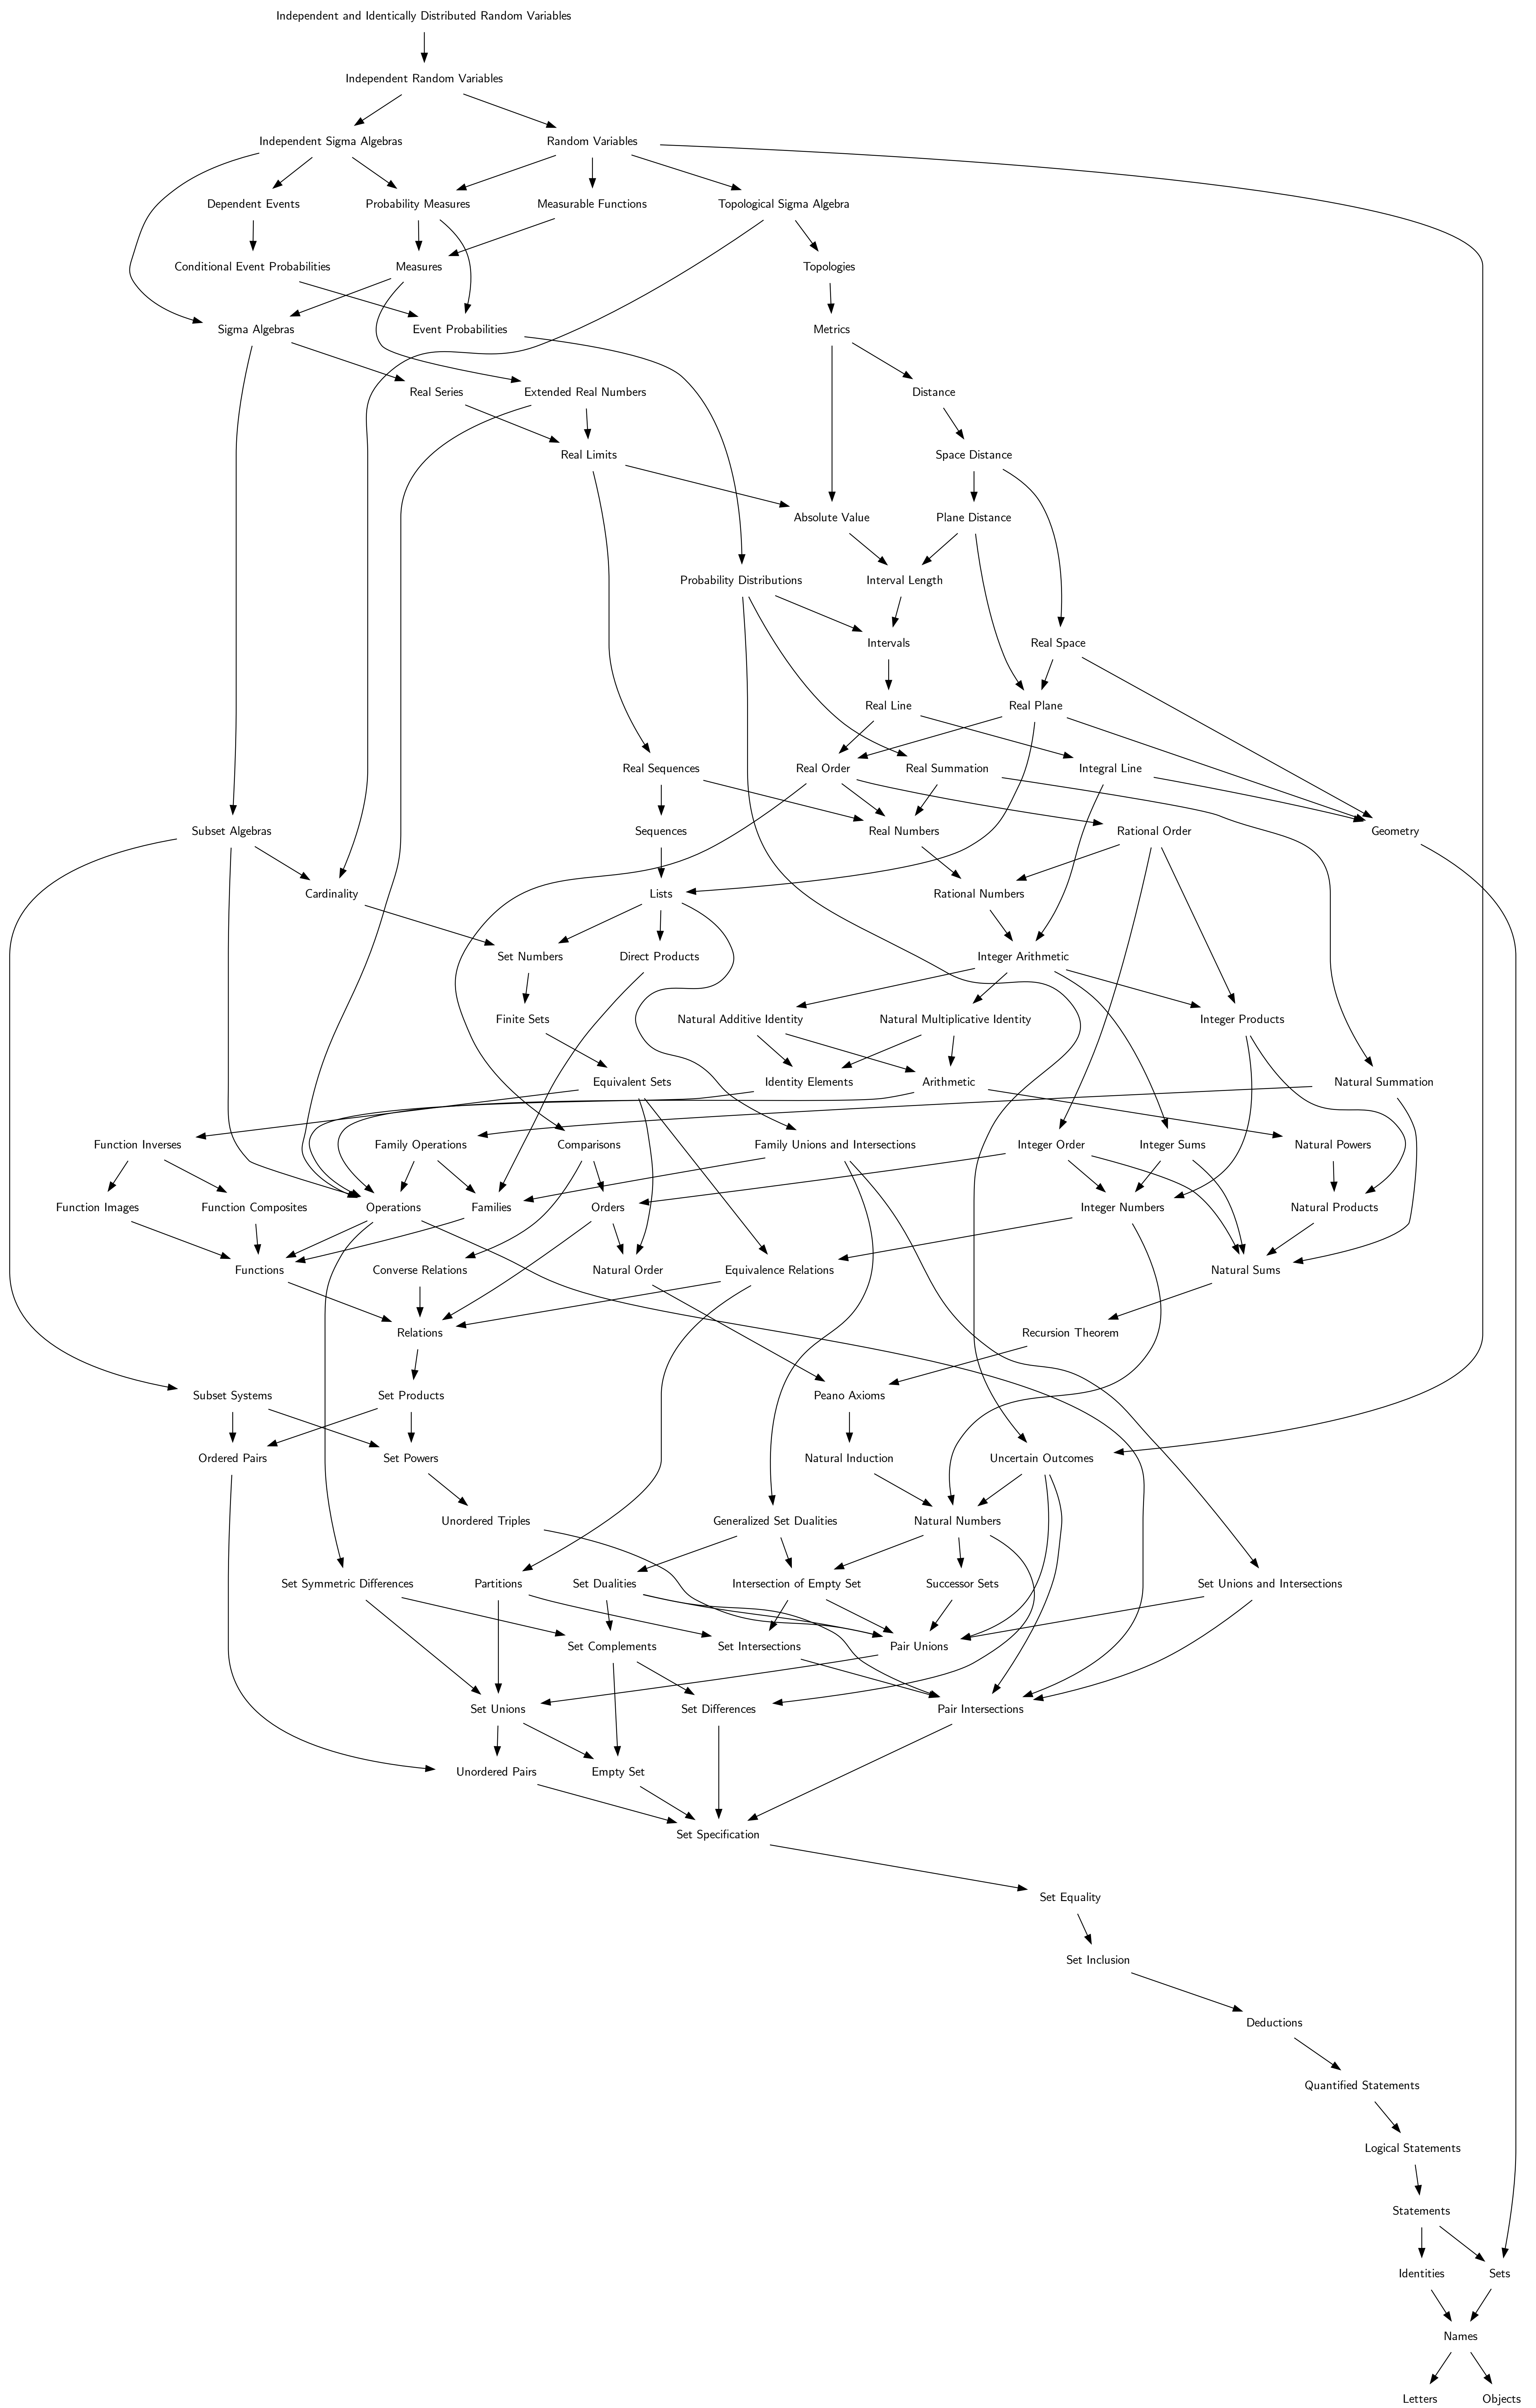 Independent and Identically Distributed Random Variables
Independent Random Variables
Independent Sigma Algebras
Random Variables
Dependent Events
Probability Measures
Measurable Functions
Topological Sigma Algebra
Conditional Event Probabilities
Measures
Topologies
Sigma Algebras
Event Probabilities
Metrics
Real Series
Extended Real Numbers
Distance
Real Limits
Space Distance
Absolute Value
Plane Distance
Probability Distributions
Interval Length
Intervals
Real Space
Real Line
Real Plane
Real Sequences
Real Order
Real Summation
Integral Line
Subset Algebras
Sequences
Real Numbers
Rational Order
Geometry
Cardinality
Lists
Rational Numbers
Set Numbers
Direct Products
Integer Arithmetic
Finite Sets
Natural Additive Identity
Natural Multiplicative Identity
Integer Products
Equivalent Sets
Identity Elements
Arithmetic
Natural Summation
Function Inverses
Family Operations
Comparisons
Family Unions and Intersections
Integer Order
Integer Sums
Natural Powers
Function Images
Function Composites
Operations
Families
Orders
Integer Numbers
Natural Products
Functions
Converse Relations
Natural Order
Equivalence Relations
Natural Sums
Relations
Recursion Theorem
Subset Systems
Set Products
Peano Axioms
Ordered Pairs
Set Powers
Natural Induction
Uncertain Outcomes
Unordered Triples
Generalized Set Dualities
Natural Numbers
Set Symmetric Differences
Partitions
Set Dualities
Intersection of Empty Set
Successor Sets
Set Unions and Intersections
Set Complements
Set Intersections
Pair Unions
Set Unions
Set Differences
Pair Intersections
Unordered Pairs
Empty Set
Set Specification
Set Equality
Set Inclusion
Deductions
Quantified Statements
Logical Statements
Statements
Identities
Sets
Names
Letters
Objects